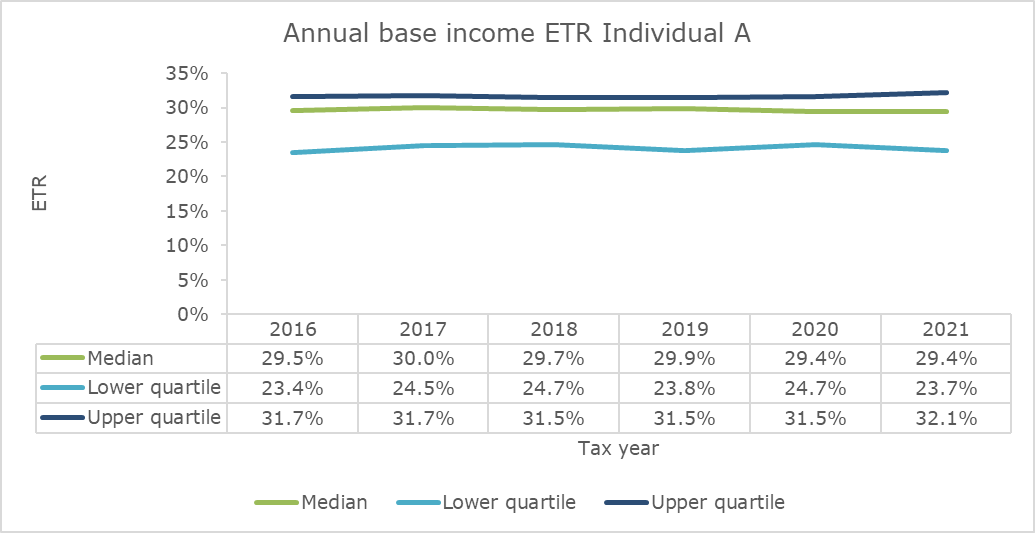 Annual base income ETR Individual A
35%
30%
25%
20%
15%
10%
5%
0%
ETR
2016 2017 2018 2019 2020 2021
Median 29.5% 30.0% 29.7% 29.9% 29.4% 29.4%
Lower quartile 23.4% 24.5% 24.7% 23.8% 24.7% 23.7%
Upper quartile 31.7% 31.7% 31.5% 31.5% 31.5% 32.1%
Tax year
Median Lower quartile Upper quartile